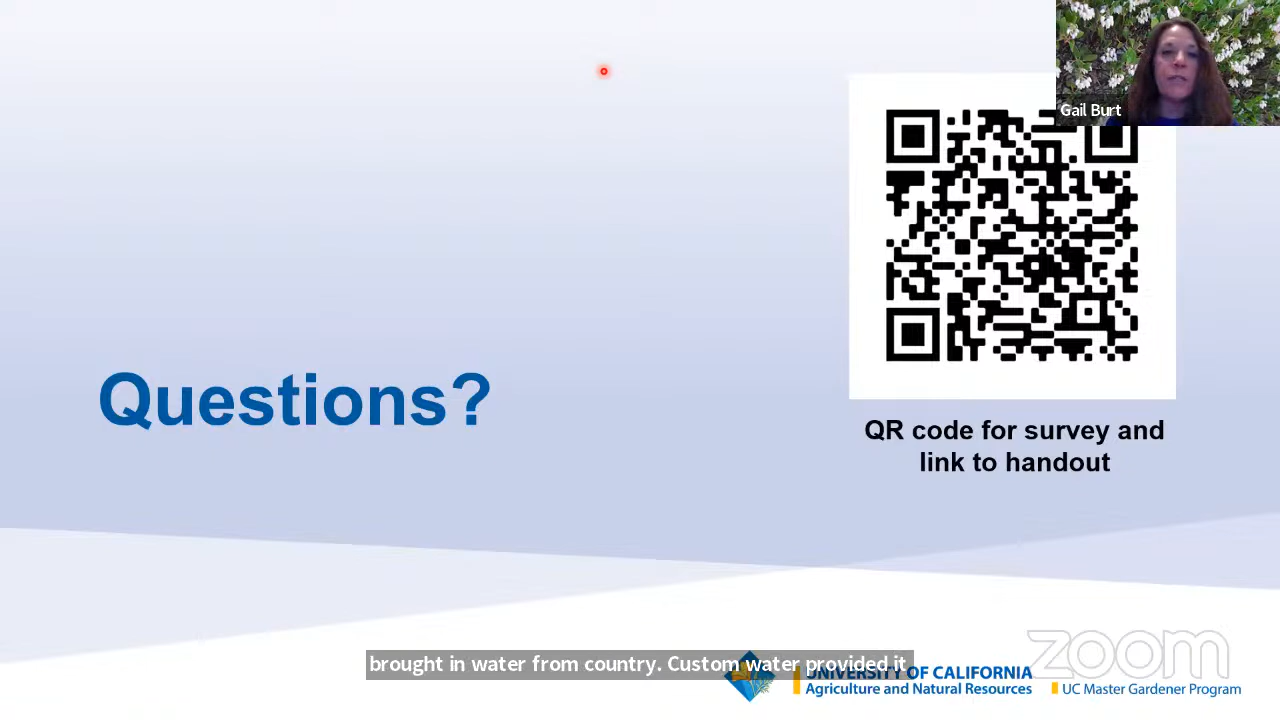 Gail Burt
Questions?
QR code for survey and
link to handout
brought in water from country. Custom water provided it
UNIVERSITY OF CALIFORNIA
Agriculture and Natural Resources
UC Master Gardener Program
zoom